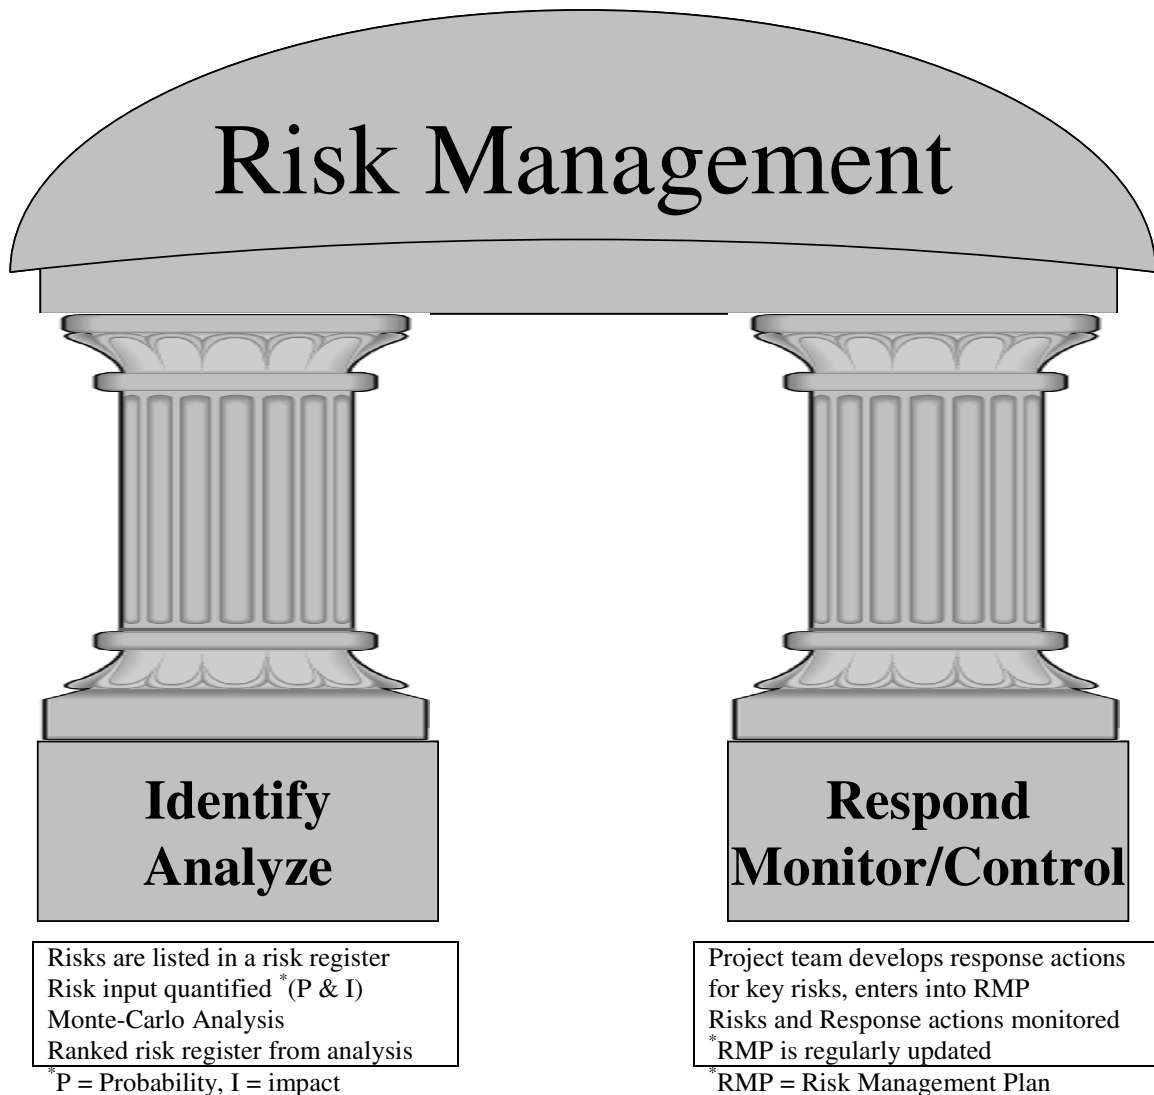 Risk Management
Identify
Analyze
Respond
Monitor/Control
Risks are listed in a risk register
Risk input quantified *(P & I)
Monte-Carlo Analysis
Ranked risk register from analysis
*P = Probability, I = impact
Project team develops response actions
for key risks, enters into RMP
Risks and Response actions monitored
*RMP is regularly updated
*RMP = Risk Management Plan